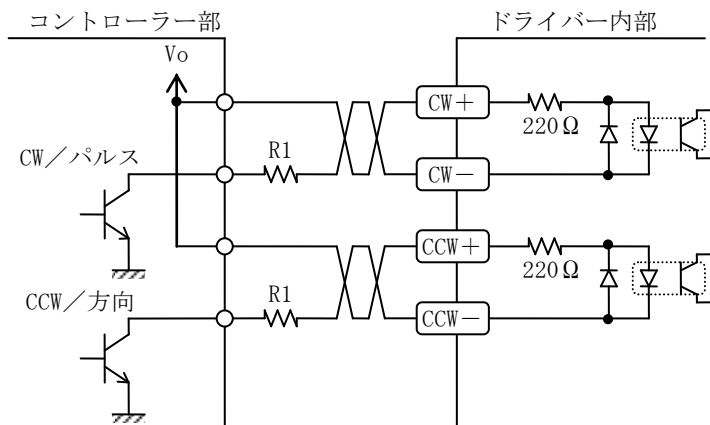 コントローラー部
ドライバー内部
Vo
CW+
220Ω
CW/パルス
R1
CW-
CCW+
220Ω
CCW/方向
R1
CCW-